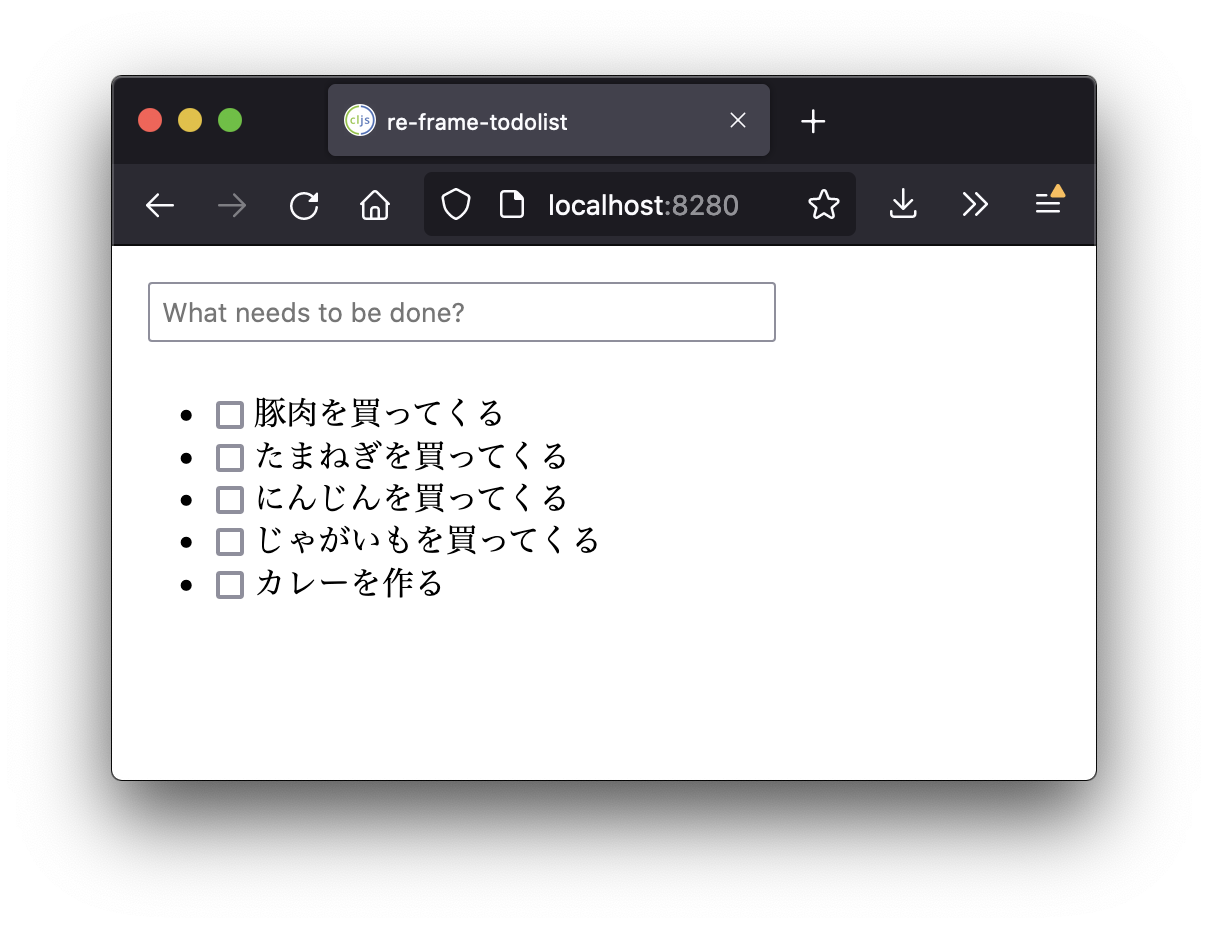 cljs re-frame-todolist
localhost:8280
What needs to be done?
豚肉を買ってくる
たまねぎを買ってくる
にんじんを買ってくる
じゃがいもを買ってくる
カレーを作る